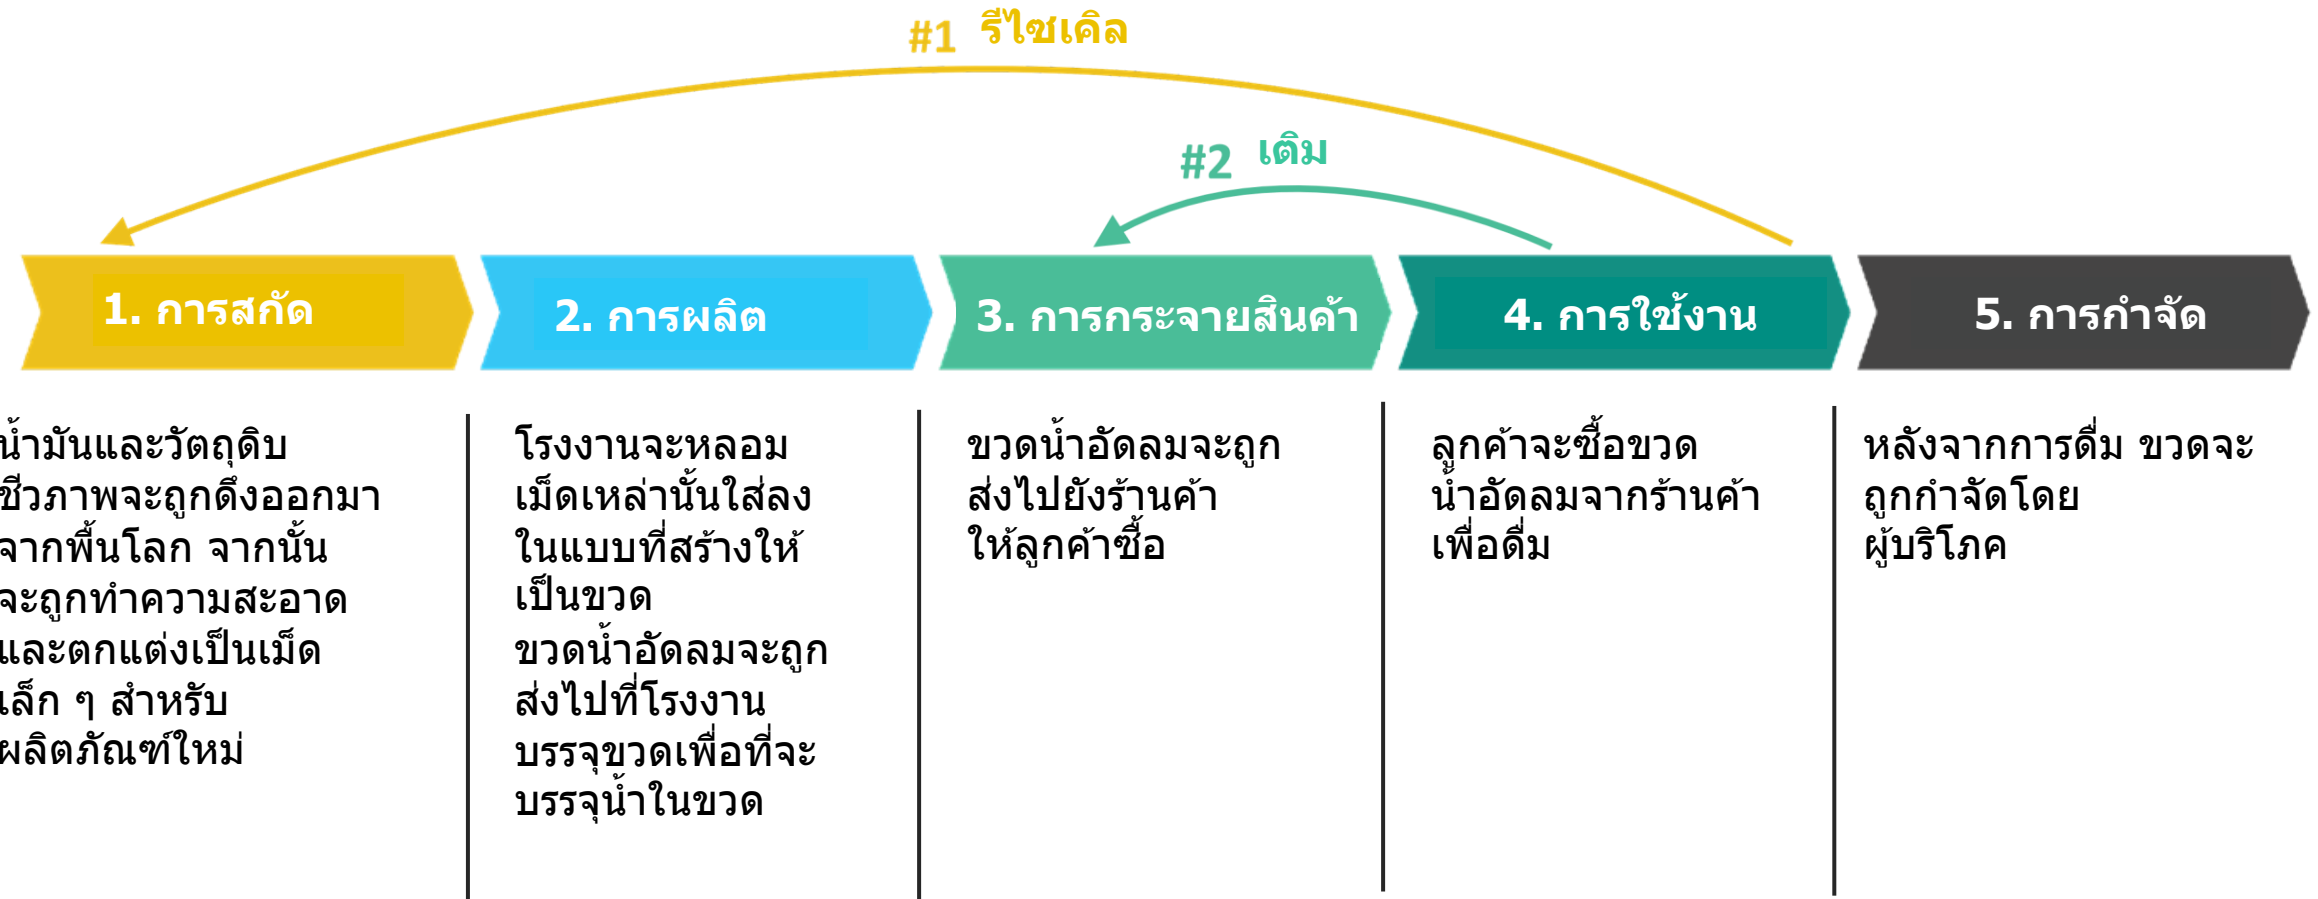 #1 รีไซเคิล
#2 เติม
1. การสกัด
2. การผลิต
3. การกระจายสินค้า
4. การใช้งาน
5. การกำจัด
น้ำมันและวัตถุดิบ
ชีวภาพจะถูกดึงออกมา
จากพื้นโลก จากนั้น
จะถูกทำความสะอาด
และตกแต่งเป็นเม็ด
เล็ก ๆ สำหรับ
ผลิตภัณฑ์ใหม่
โรงงานจะหลอม
เม็ดเหล่านั้นใส่ลง
ในแบบที่สร้างให้
เป็นขวด
ขวดน้ำอัดลมจะถูก
ส่งไปที่โรงงาน
บรรจุขวดเพื่อที่จะ
บรรจุน้ำในขวด
ขวดน้ำอัดลมจะถูก
ส่งไปยังร้านค้า
ให้ลูกค้าซื้อ
ลูกค้าจะซื้อขวด
น้ำอัดลมจากร้านค้า
เพื่อดื่ม
หลังจากการดื่ม ขวดจะ
ถูกกำจัดโดย
ผู้บริโภค